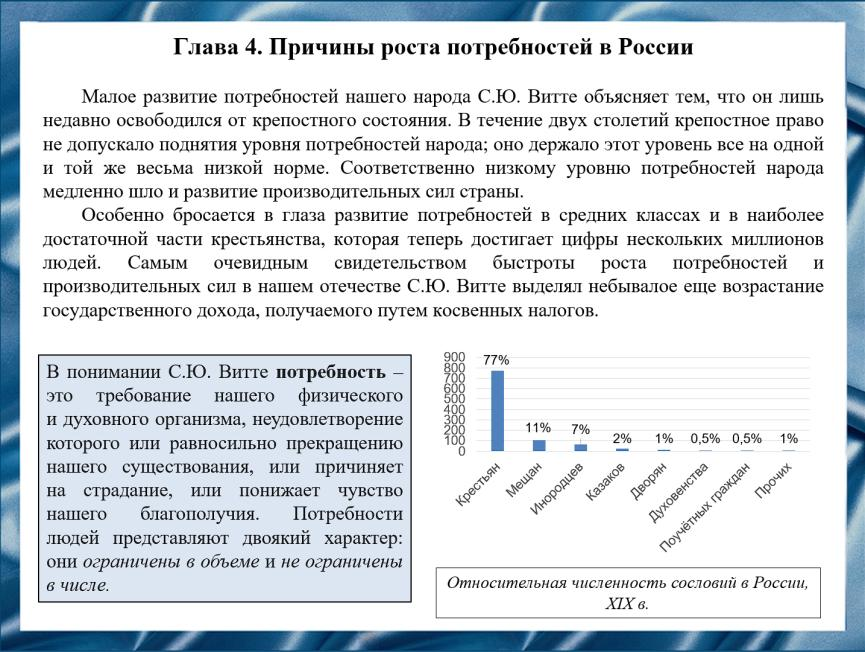 Глава 4. Причины роста потребностей в России
Малое развитие потребностей нашего народа С.Ю. Витте объясняет тем, что он лишь
недавно освободился от крепостного состояния. В течение двух столетий крепостное право
не допускало поднятия уровня потребностей народа; оно держало этот уровень все на одной
и той же весьма низкой норме. Соответственно низкому уровню потребностей народа
медленно шло и развитие производительных сил страны.
Особенно бросается в глаза развитие потребностей в средних классах и в наиболее
достаточной части крестьянства, которая теперь достигает цифры нескольких миллионов
людей. Самым очевидным свидетельством быстроты роста потребностей и
производительных сил в нашем отечестве С.Ю. Витте выделял небывалое еще возрастание
государственного дохода, получаемого путем косвенных налогов.
В понимании С.Ю. Витте потребность –
это требование нашего физического
и духовного организма, неудовлетворение
которого или равносильно прекращению
нашего существования, или причиняет
на страдание, или понижает чувство
нашего благополучия. Потребности
людей представляют двоякий характер:
они ограничены в объеме и не ограничены
в числе.
900
800
700
600
500
400
300
200
100
0
77%
11%
7%
2%
1%
0,5%
0,5%
1%
Крестьян
Мещан
Инородцев
Казаков
Дворян
Духовенства
Поучётных граждан
Прочих
Относительная численность сословий в России,
XIX в.